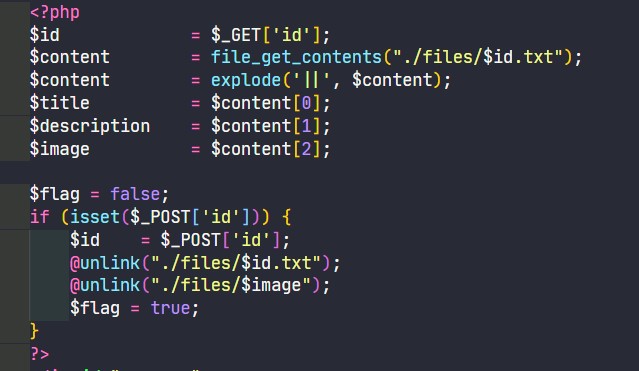 <?php
$id             = $_GET['id'];
$content        = file_get_contents("./files/$id.txt");
$content        = explode('||', $content);
$title          = $content[0];
$description    = $content[1];
$image          = $content[2];

$flag = false;
if (isset($_POST['id'])) {
    $id    = $_POST['id'];
    @unlink("./files/$id.txt");
    @unlink("./files/$image");
    $flag = true;
}
?>